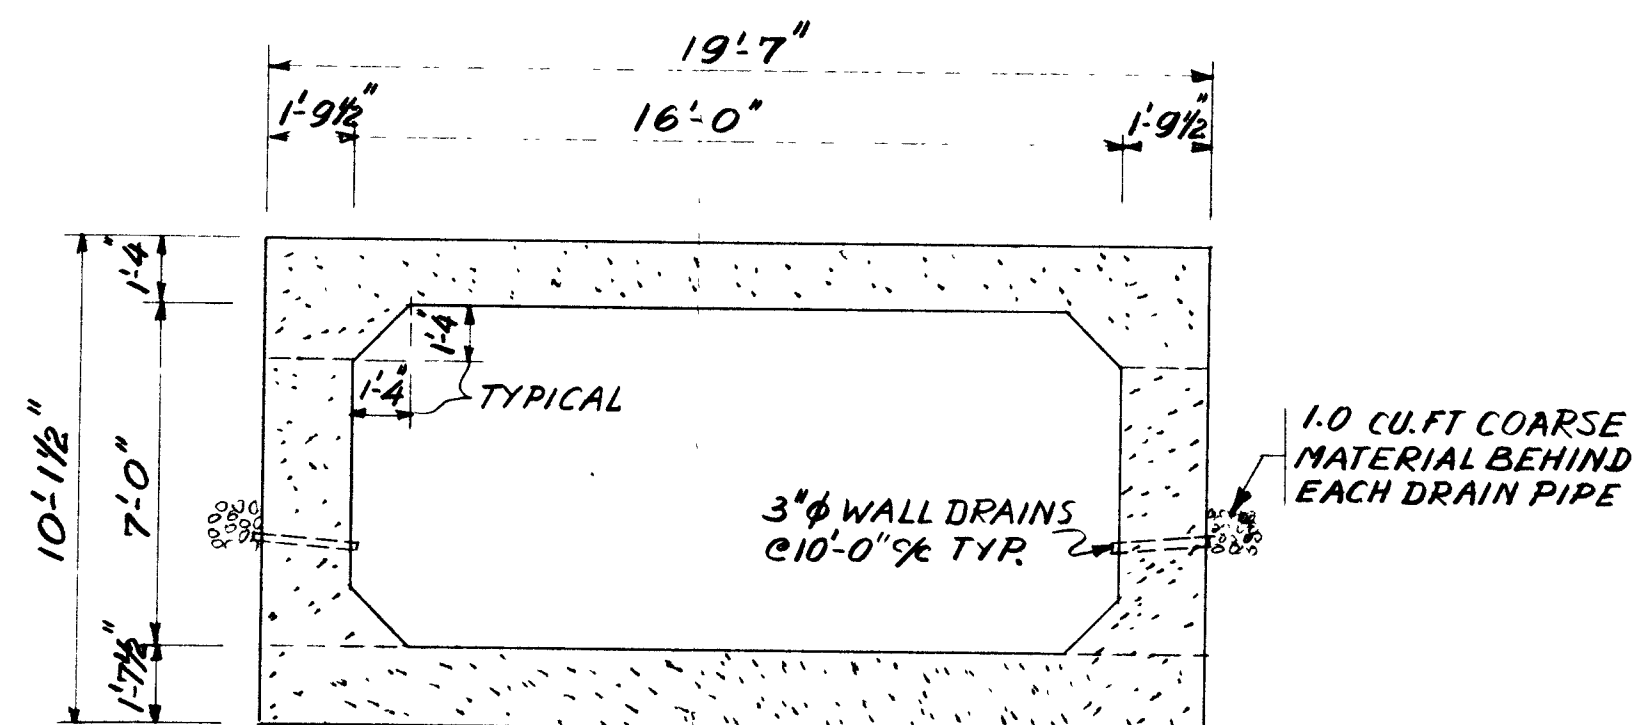 19'-7"
1'-9½"
16'-0"
1'-9½"
1'-4"
1'-4"
1'-4"
TYPICAL
10'-1½"
7'-0"
1'-7½"
3"ϕ WALL DRAINS
@10'-0" c/c TYP.
1.0 CU.FT COARSE
MATERIAL BEHIND
EACH DRAIN PIPE